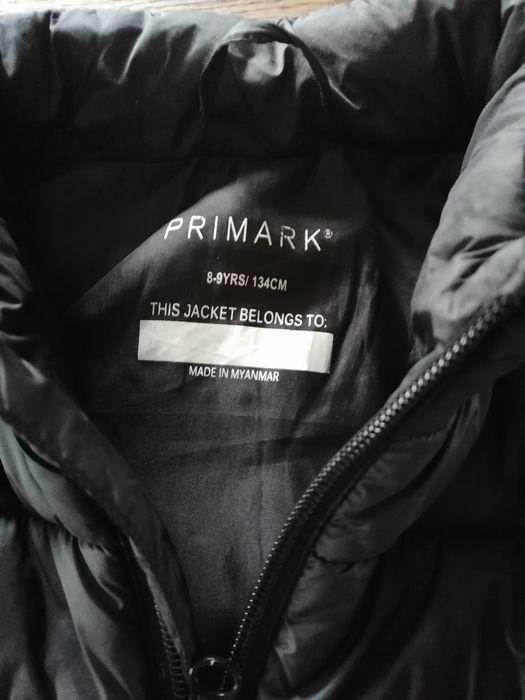 PRIMARK®
8-9YRS/ 134CM
THIS JACKET BELONGS TO:
MADE IN MYANMAR